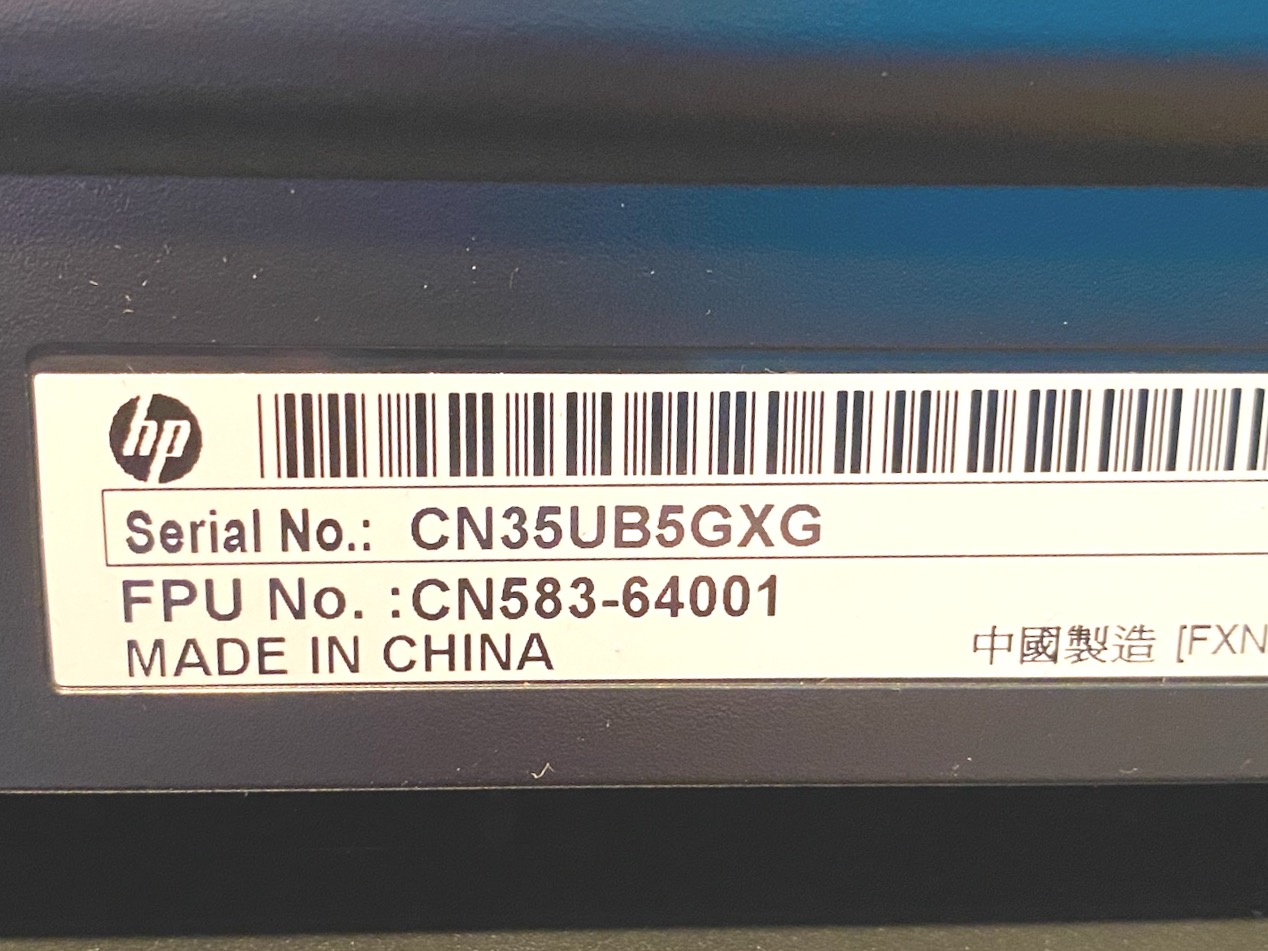 hp
Serial No.: CN35UB5GXG
FPU No. :CN583-64001
MADE IN CHINA
中國製造 [FXN